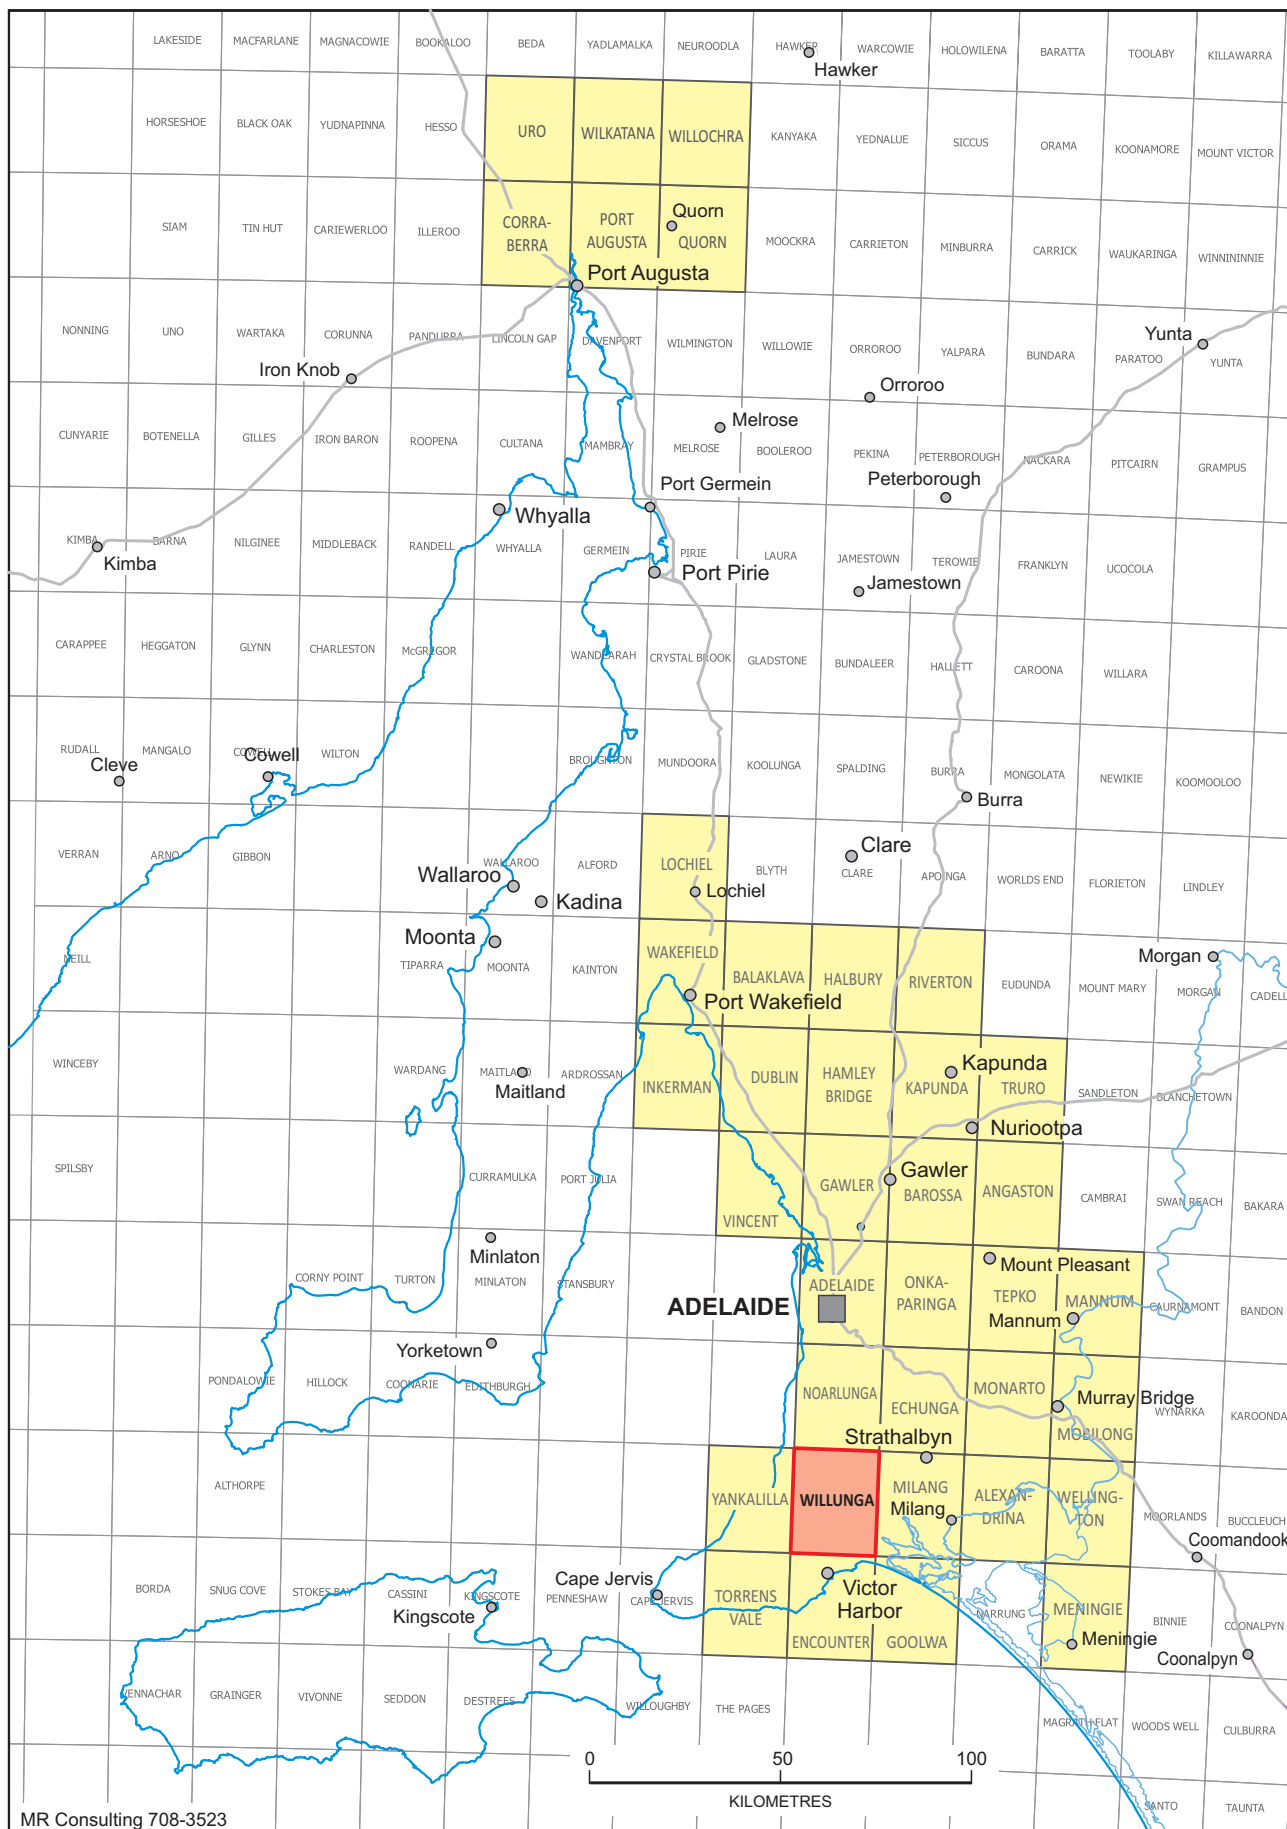 LAKESIDE MACFARLANE MAGNACOWIE BOOKALOO BEDA YADLAMALKA NEUROODLA HAWKER WARCOWIE HOLOWILENA BARATTA TOOLABY KILLAWARRA
Hawker
HORSESHOE BLACK OAK YUDNAPINNA HESSO URO WILKATANA WILLOCHRA KANYAKA YEDNALUE SICCUS ORAMA KOONAMORE MOUNT VICTOR
Quorn
SIAM TIN HUT CARIEWERLOO ILLEROO CORRA-
BERRA
PORT
AUGUSTA
QUORN MOOCKRA CARRIETON MINBURRA CARRICK WAUKARINGA WINNININNIE
Port Augusta
NONNING UNO WARTAKA CORUNNA PANDURRA LINCOLN GAP DAVENPORT WILMINGTON WILLOWIE ORROROO YALPARA BUNDARA PARATOO YUNTA
Yunta
Iron Knob
Orroroo
Melrose
CUNYARIE BOTENELLA GILLES IRON BARON ROOPENA CULTANA MAMBRAY MELROSE BOOLEROO PEKINA PETERBOROUGH NACKARA PITCAIRN GRAMPUS
Port Germein
Peterborough
Whyalla
KIMBA BARNA NILGINEE MIDDLEBACK RANDELL WHYALLA GERMEIN PIRIE LAURA JAMESTOWN TEROWIE FRANKLYN UCOCOLA
Kimba
Port Pirie
Jamestown
CARAPPEE HEGGATON GLYNN CHARLESTON McGREGOR WANDEARAH CRYSTAL BROOK GLADSTONE BUNDALEER HALLETT CAROONA WILLARA
RUDALL MANGALO COWELL WILTON BROUGHTON MUNDOORA KOOLUNGA SPALDING BURRA MONGOLATA NEWIKIE KOOMOOLOO
Cleve
Cowell
Burra
VERRAN ARNO GIBBON WALLAROO ALFORD LOCHIEL BLYTH CLARE APOINGA WORLDS END FLORIETON LINDLEY
Clare
Wallaroo
Kadina
Lochiel
Moonta
NEILL TIPARRA MOONTA KAINTON WAKEFIELD BALAKLAVA HALBURY RIVERTON EUDUNDA MOUNT MARY MORGAN CADELL
Morgan
Port Wakefield
WINCEBY WARDANG MAITLAND ARDROSSAN INKERMAN DUBLIN HAMLEY
BRIDGE
KAPUNDA TRURO SANDLETON BLANCHETOWN
Kapunda
Maitland
Nuriootpa
SPILSBY CURRAMULKA PORT JULIA VINCENT GAWLER BAROSSA ANGASTON CAMBRAI SWAN REACH BAKARA
Gawler
Minlaton
Mount Pleasant
CORNY POINT TURTON MINLATON STANSBURY ADELAIDE ONKA-
PARINGA
TEPKO MANNUM CAURNAMONT BANDON
ADELAIDE
Mannum
Yorketown
PONDALOWIE HILLOCK COONARIE EDITHBURGH NOARLUNGA ECHUNGA MONARTO MOBILONG WYNARKA KAROONDA
Murray Bridge
Strathalbyn
ALTHORPE YANKALILLA WILLUNGA MILANG ALEXAN-
DRINA
WELLING-
TON
MOORLANDS BUCCLEUCH
Milang
Coomandook
BORDA SNUG COVE STOKES BAY CASSINI KINGSCOTE PENNESHAW CAPE JERVIS TORRENS
VALE
ENCOUNTER GOOLWA NARRUNG MENINGIE BINNIE COONALPYN
Cape Jervis
Victor
Harbor
Kingscote
Meningie
Coonalpyn
VENNACHAR GRAINGER VIVONNE SEDDON DESTREES WILLOUGHBY THE PAGES MAGRATH FLAT WOODS WELL CULBURRA
0 50 100
KILOMETRES
SANTO TAUNTA
MR Consulting 708-3523